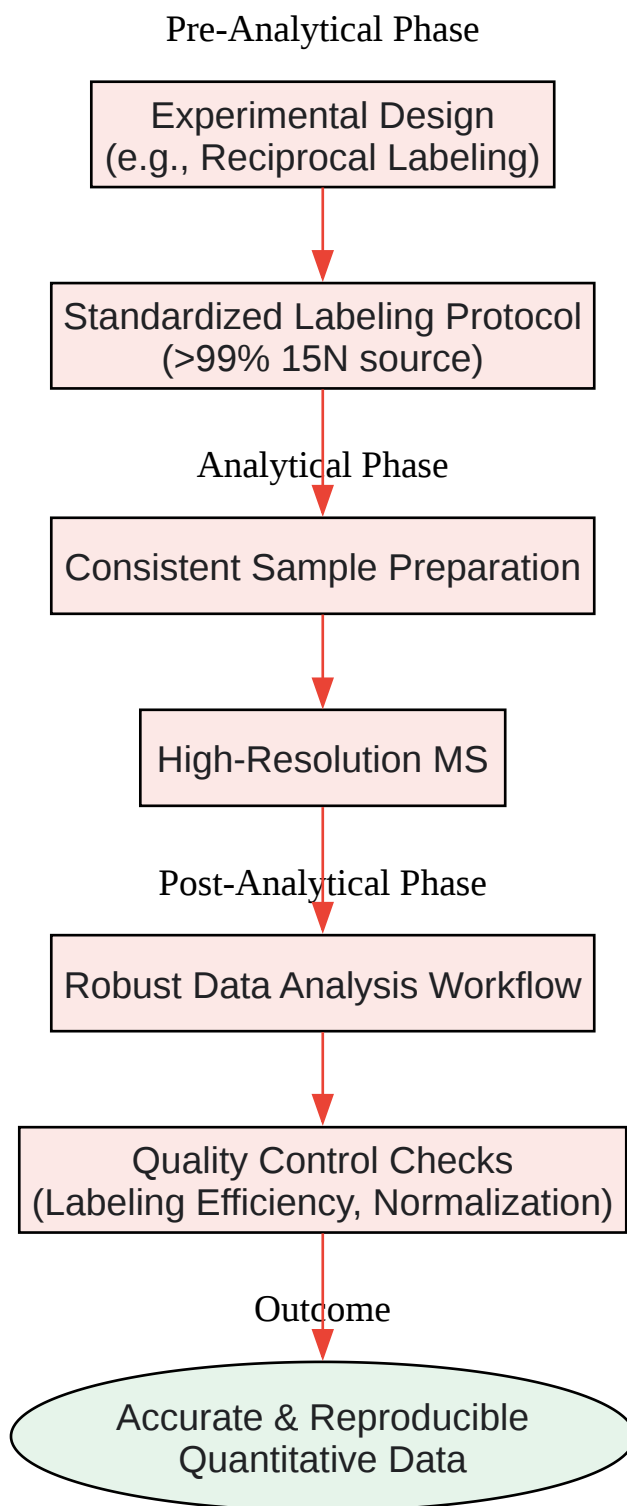 Pre-Analytical Phase
Experimental Design
(e.g., Reciprocal Labeling)
Standardized Labeling Protocol
(>99% 15N source)
Analytical Phase
Consistent Sample Preparation
High-Resolution MS
Post-Analytical Phase
Robust Data Analysis Workflow
Quality Control Checks
(Labeling Efficiency, Normalization)
Outcome
Accurate & Reproducible
Quantitative Data